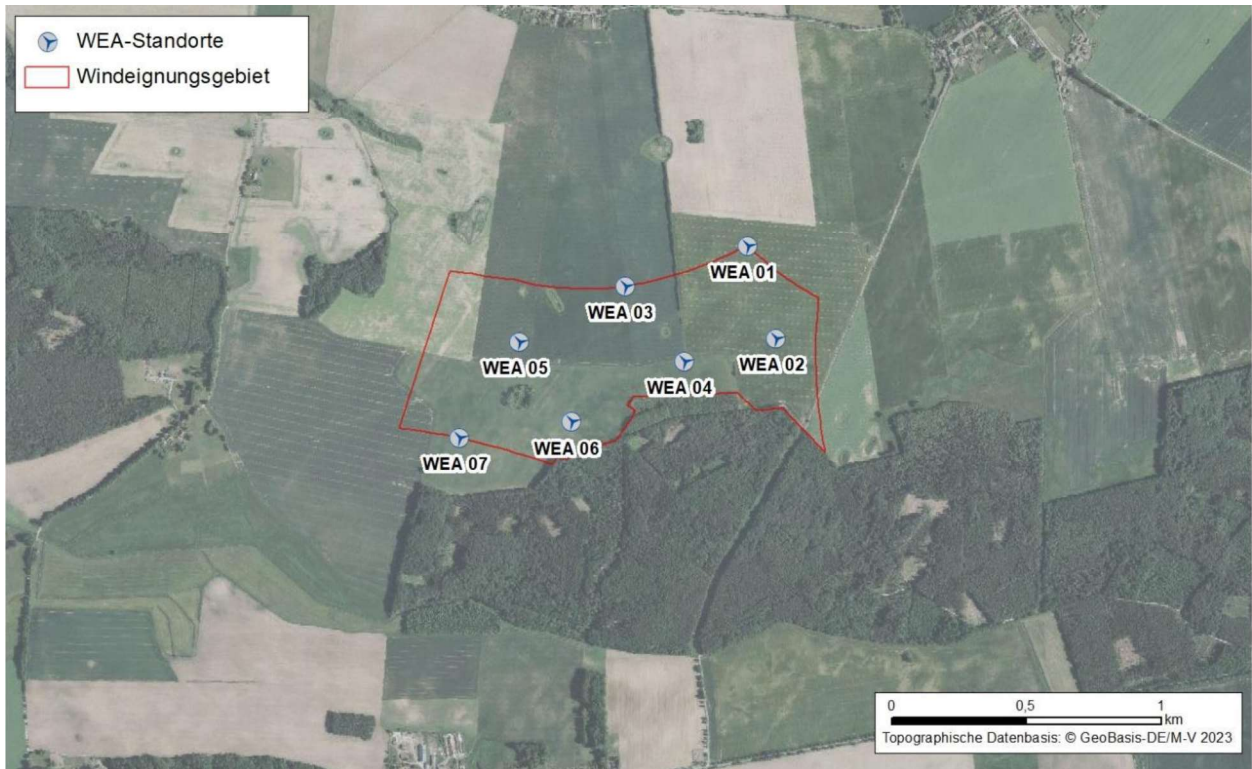 WEA-Standorte
Windeignungsgebiet
WEA 01
WEA 03
WEA 02
WEA 05
WEA 04
WEA 06
WEA 07
0 0,5 1
km
Topographische Datenbasis: © GeoBasis-DE/M-V 2023